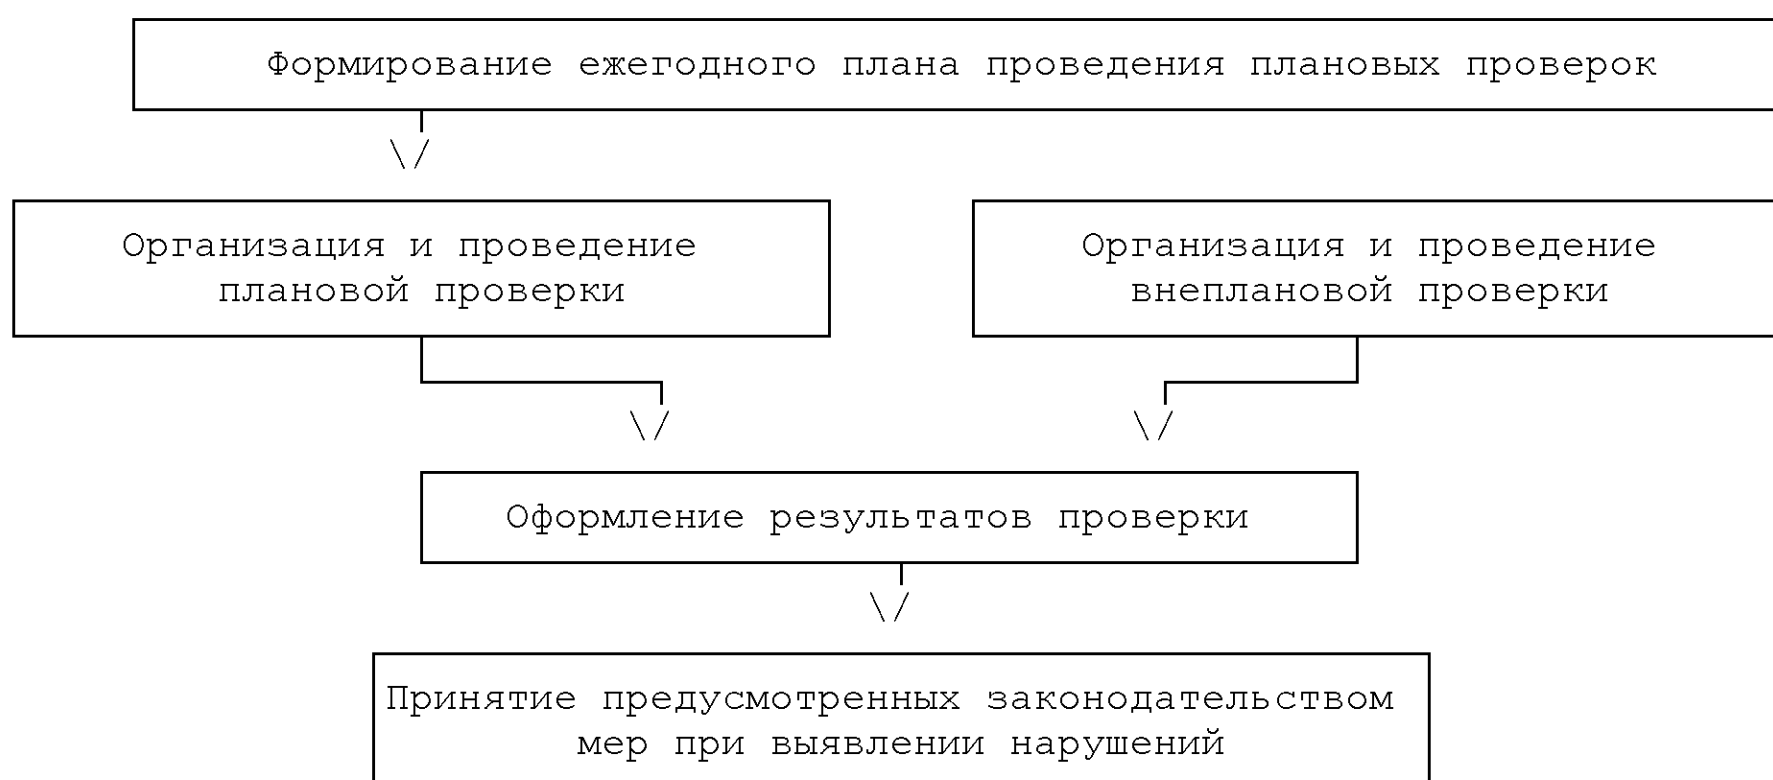 Формирование ежегодного плана проведения плановых проверок
\/
Организация и проведение
плановой проверки
Организация и проведение
внеплановой проверки
\/ \/
Оформление результатов проверки
\/
Принятие предусмотренных законодательством
мер при выявлении нарушений